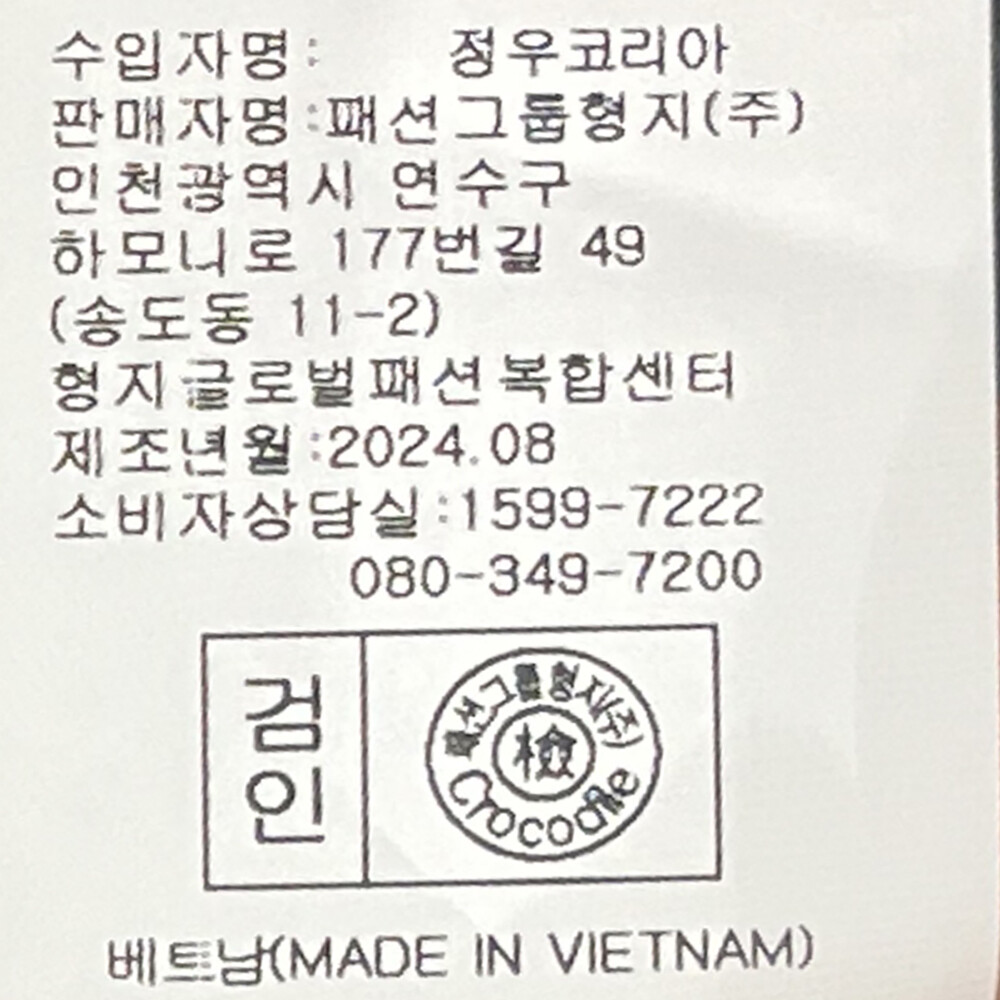 수입자명: 정우코리아
판매자명:패션그룹형지(주)
인천광역시 연수구
하모니로 177번길 49
(송도동 11-2)
형지글로벌패션복합센터
제조년월:2024.08
소비자상담실:1599-7222
080-349-7200
검인
패션그룹형지(주)
檢
Crocodile
베트남(MADE IN VIETNAM)